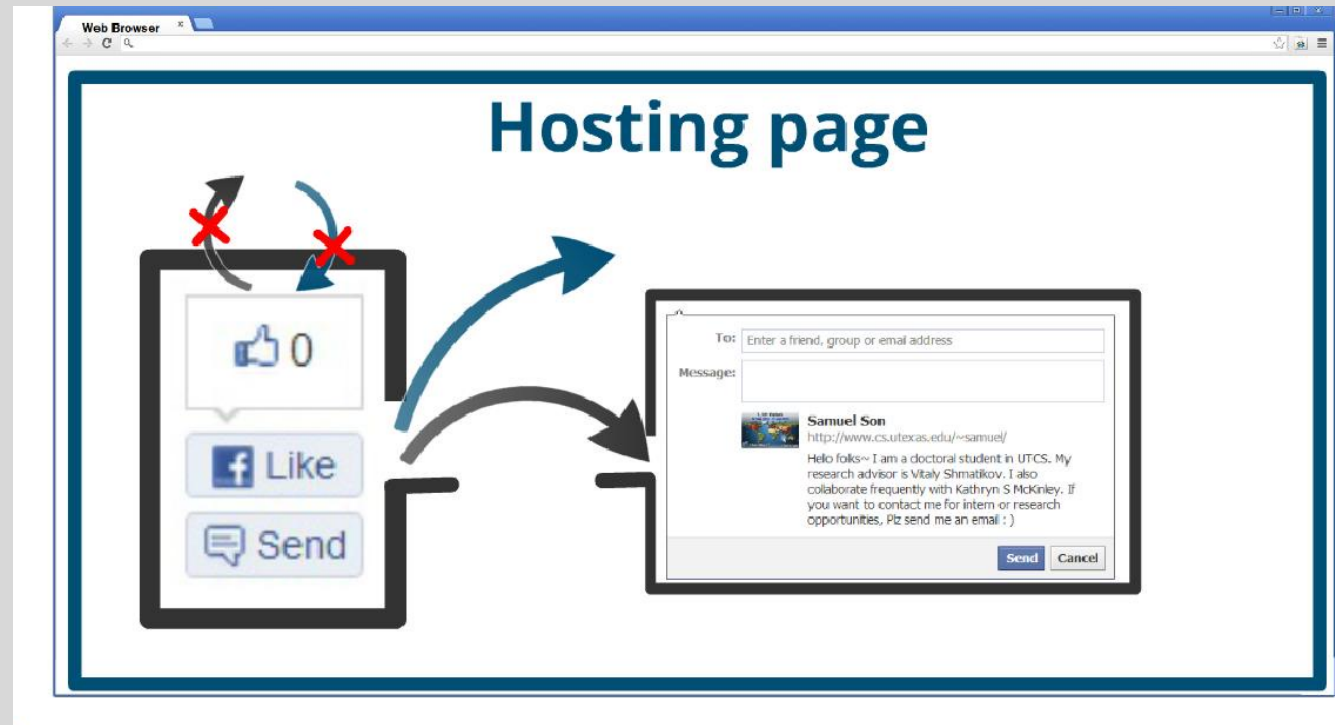 Web Browser
Hosting page
0
Like
Send
To:
Enter a friend, group or email address
Message:
Samuel Son
http://www.cs.utexas.edu/~samuel/
Hello folks~ I am a doctoral student in UTCS. My
research advisor is Vitaly Shmatikov. I also
collaborate frequently with Kathryn S McKinley. If
you want to contact me for intern or research
opportunities, Plz send me an email : )
Send
Cancel